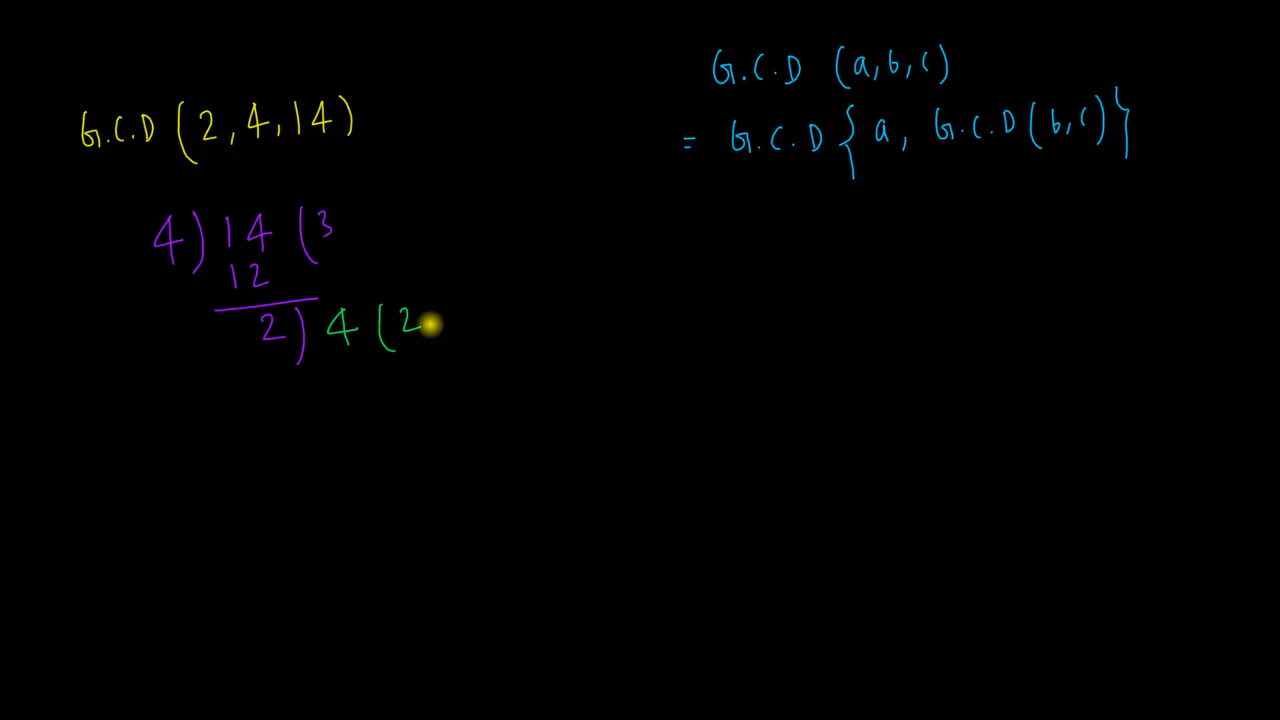 G.C.D (a,b,c)
G.C.D (2,4,14)
= G.C.D { a, G.C.D (b,c) }
4) 14 (3
12
2) 4 (2